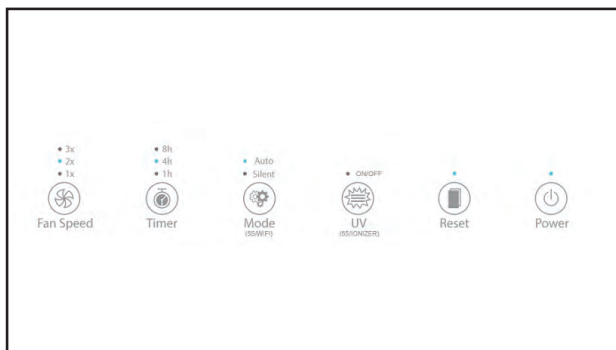 3x
2x
1x
Fan Speed
8h
4h
1h
Timer
Auto
Silent
Mode
(5S/WIFI)
ON/OFF
UV
(5S/IONIZER)
Reset
Power